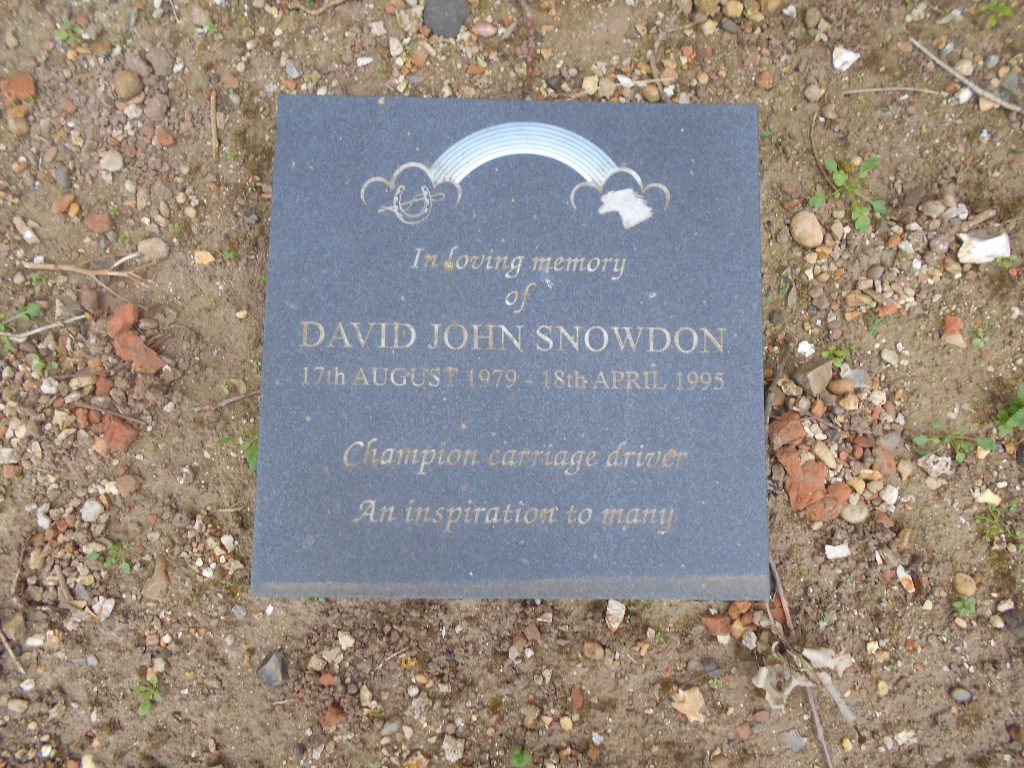 In loving memory
of
DAVID JOHN SNOWDON
17th AUGUST 1979 - 18th APRIL 1995
Champion carriage driver
An inspiration to many